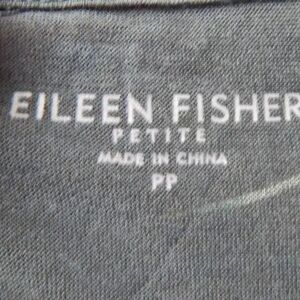 EILEEN FISHER
PETITE
MADE IN CHINA
PP